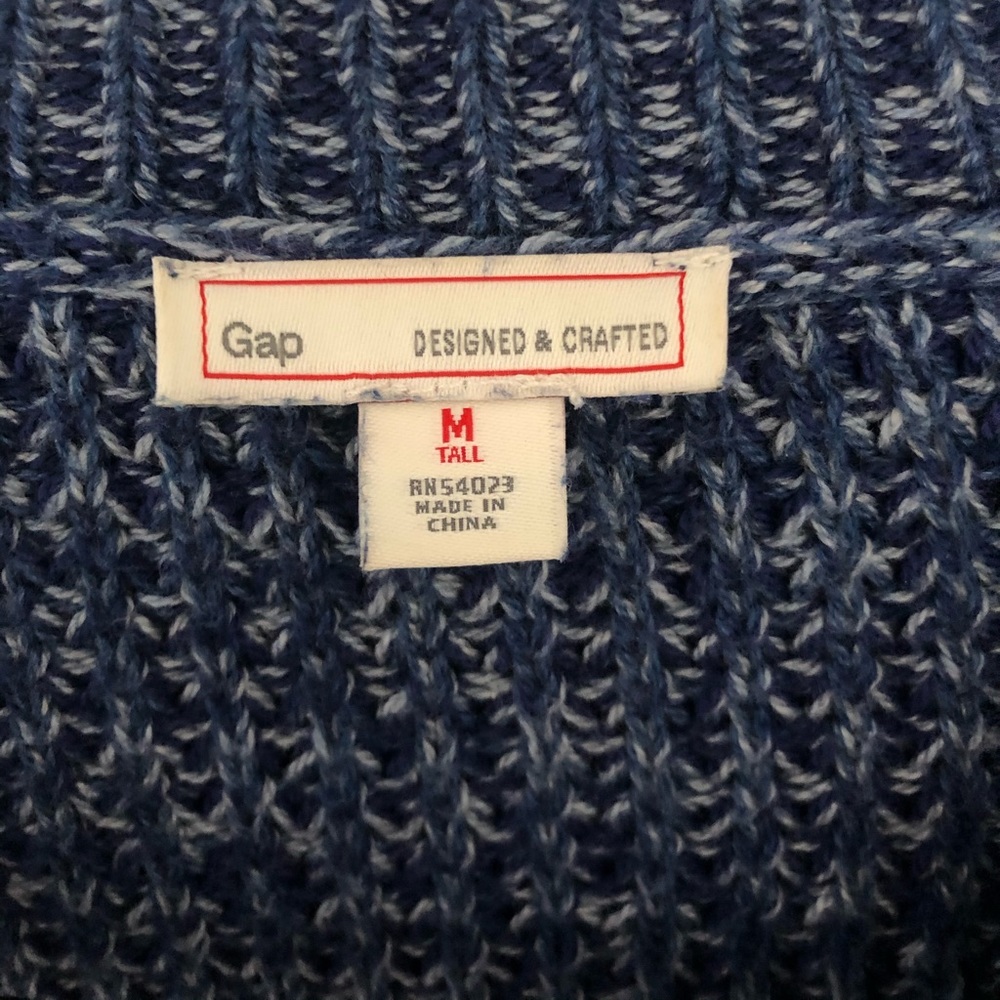 Gap DESIGNED & CRAFTED
M
TALL
RN54023
MADE IN
CHINA